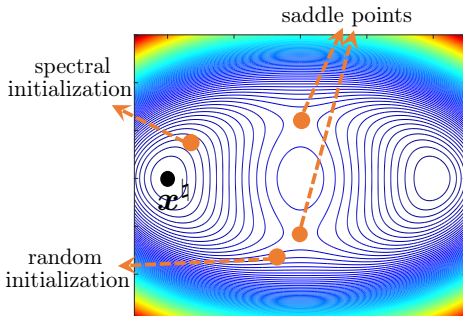 saddle points
spectral
initialization
x♮
random
initialization